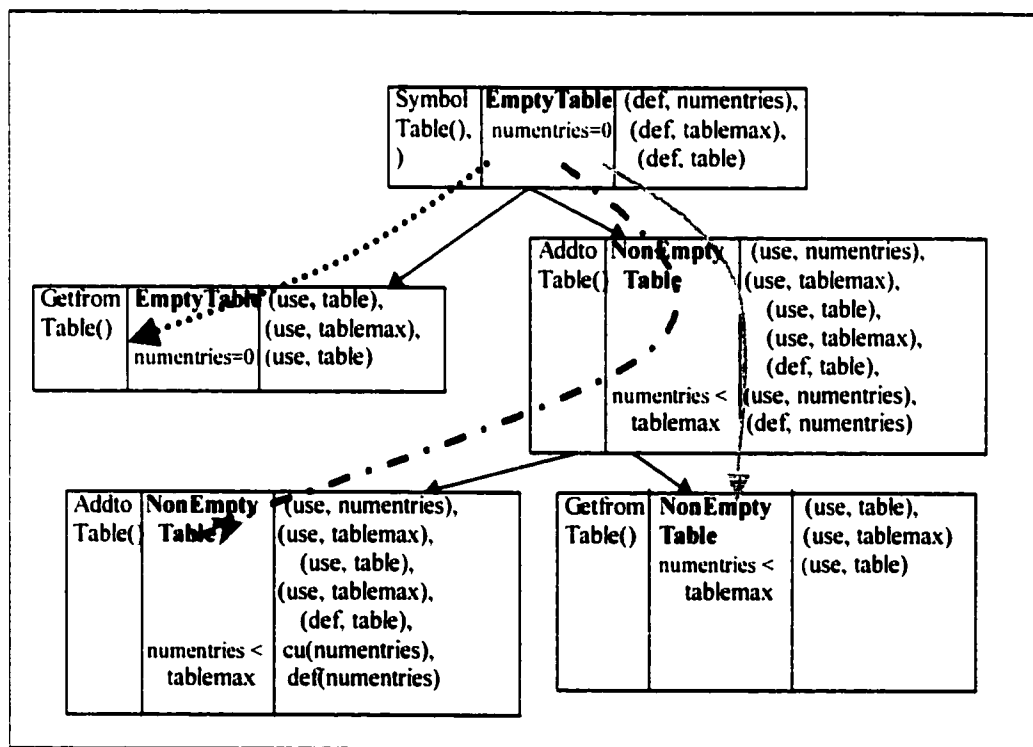 Symbol
Table(),
)
EmptyTable
numentries=0
(def, numentries),
(def, tablemax),
(def, table)
Getfrom
Table()
EmptyTable
numentries=0
(use, table),
(use, tablemax),
(use, table)
Addto
Table()
NonEmpty
Table
numentries <
tablemax
(use, numentries),
(use, tablemax),
(use, table),
(use, tablemax),
(def, table),
(use, numentries),
(def, numentries)
Addto
Table()
NonEmpty
Table
numentries <
tablemax
(use, numentries),
(use, tablemax),
(use, table),
(use, tablemax),
(def, table),
cu(numentries),
def(numentries)
Getfrom
Table()
NonEmpty
Table
numentries <
tablemax
(use, table),
(use, tablemax)
(use, table)